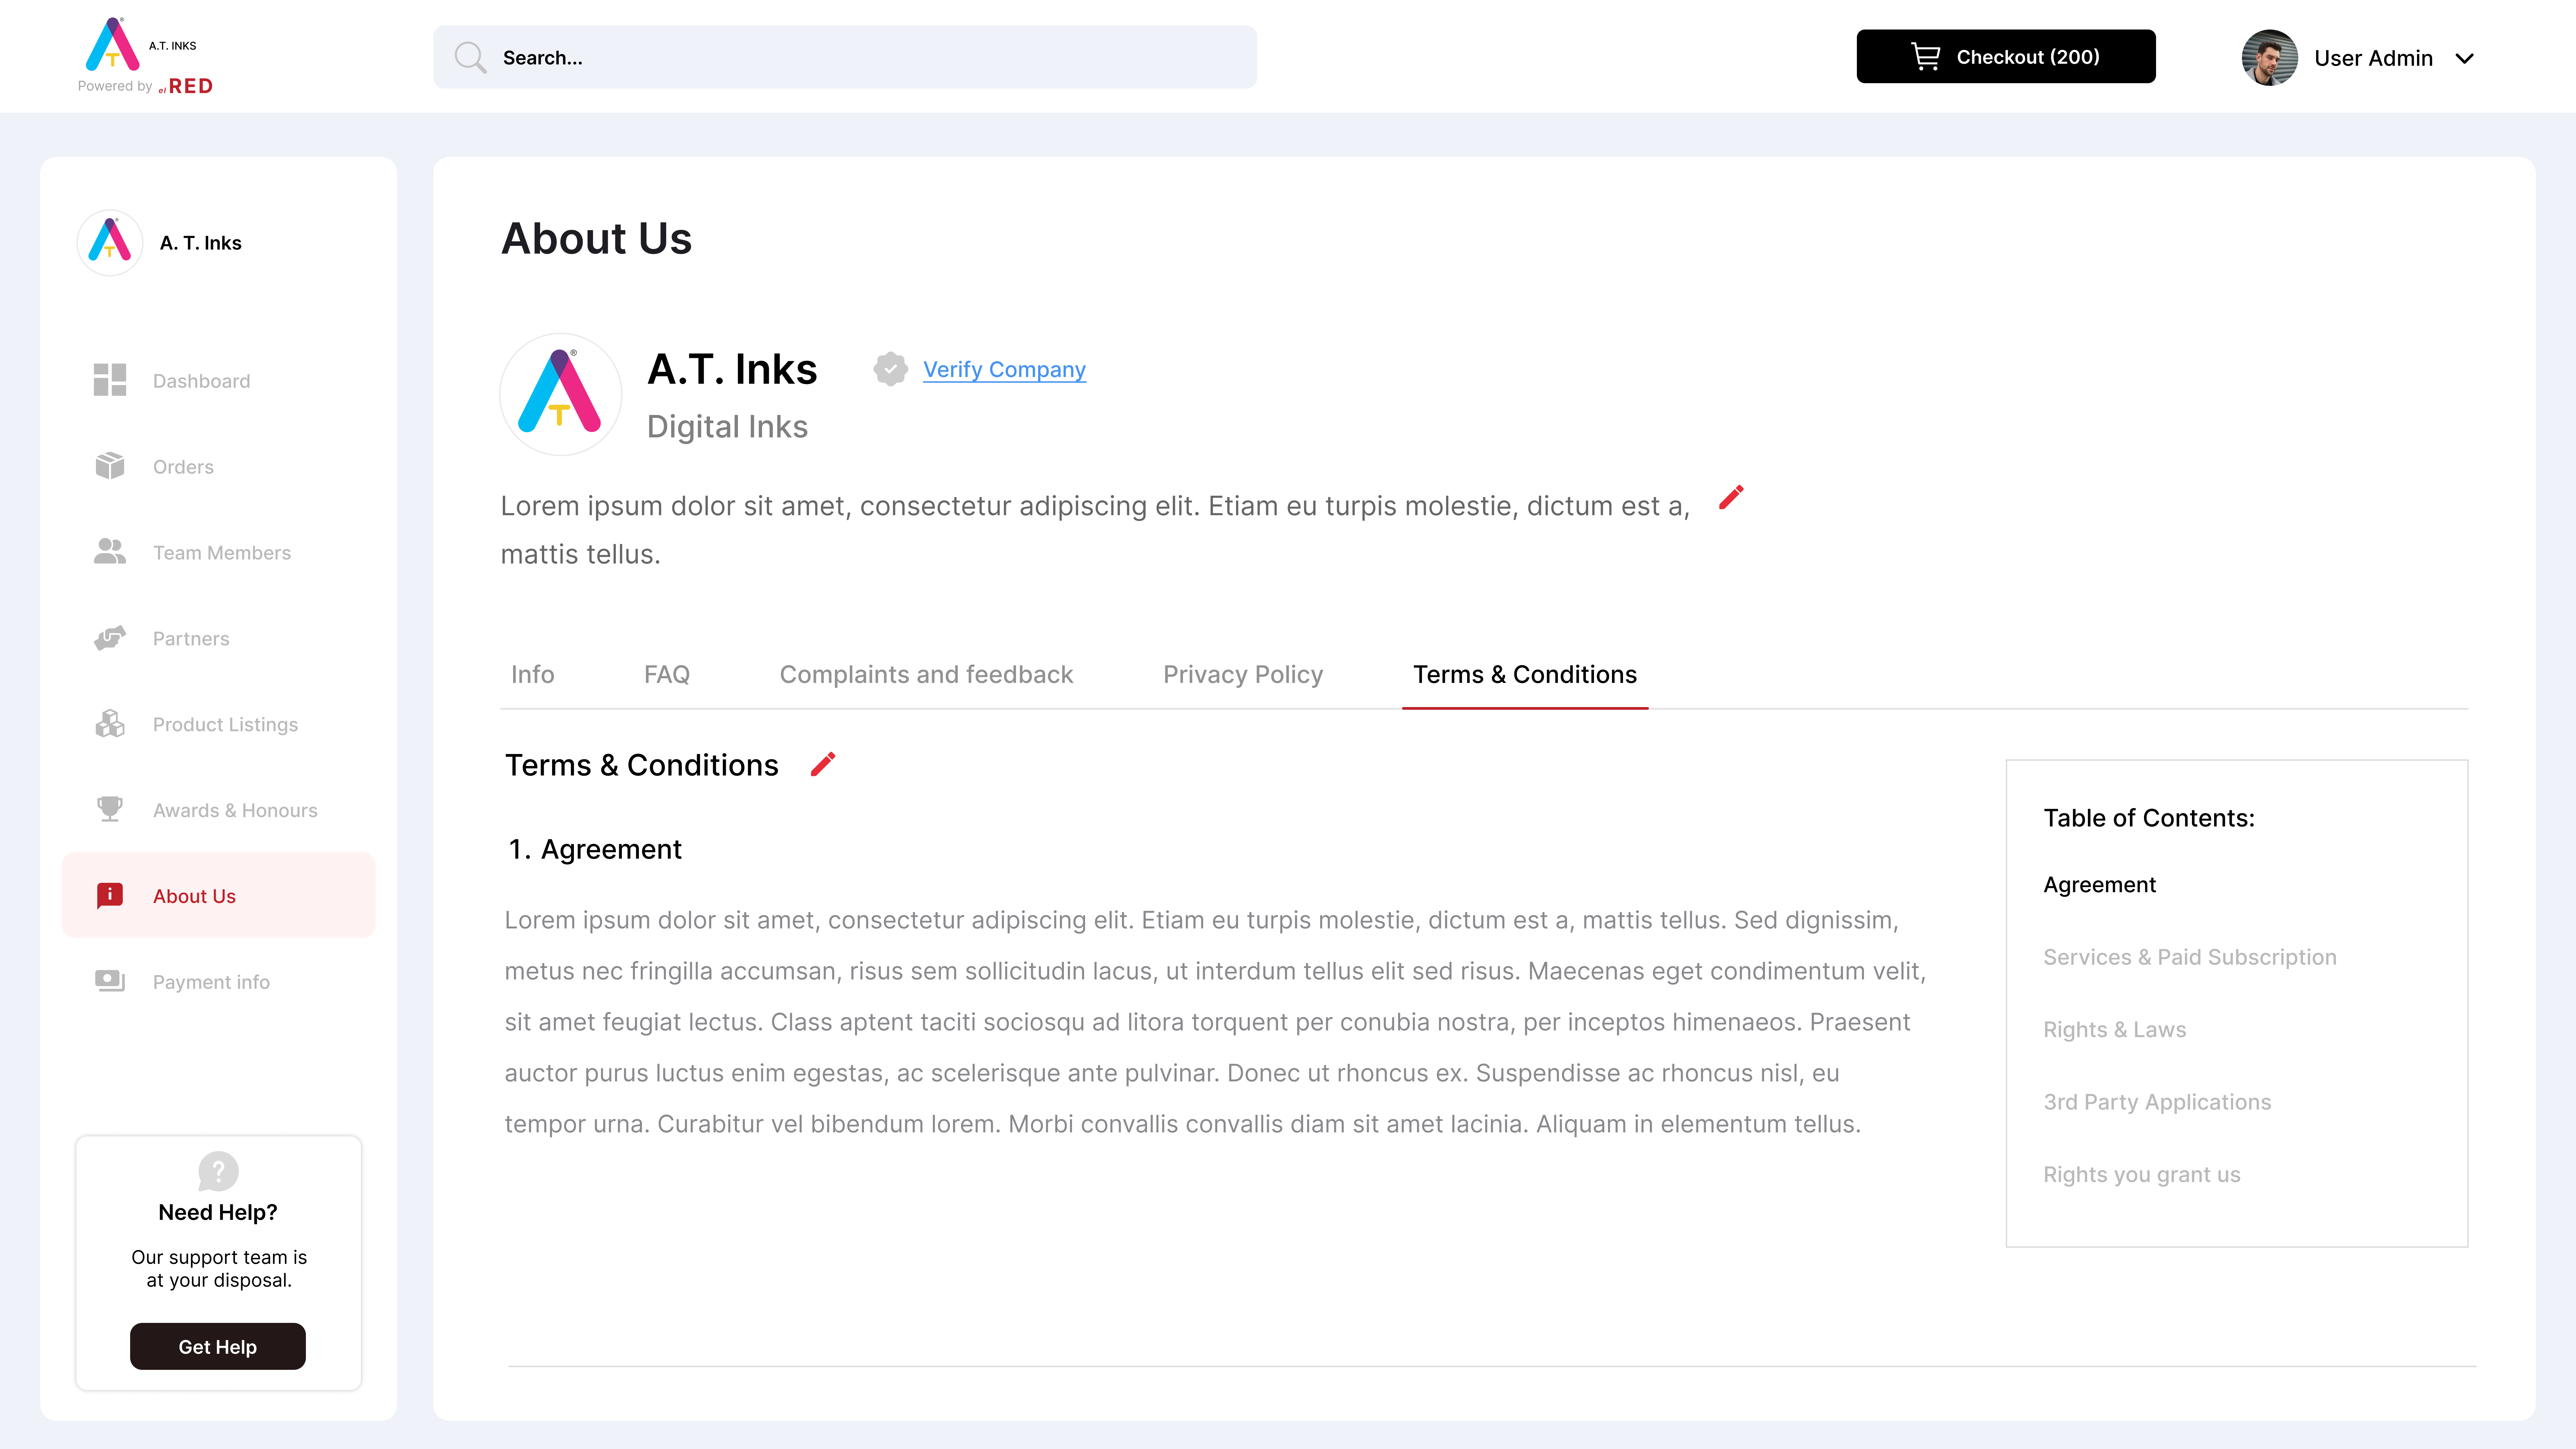 A.T. INKS
Powered by el RED
Search...
Checkout (200)
User Admin
A. T. Inks
Dashboard
Orders
Team Members
Partners
Product Listings
Awards & Honours
About Us
Payment info
Need Help?
Our support team is
at your disposal.
Get Help
About Us
A.T. Inks
Verify Company
Digital Inks
Lorem ipsum dolor sit amet, consectetur adipiscing elit. Etiam eu turpis molestie, dictum est a,
mattis tellus.
Info FAQ Complaints and feedback Privacy Policy Terms & Conditions
Terms & Conditions
1. Agreement
Lorem ipsum dolor sit amet, consectetur adipiscing elit. Etiam eu turpis molestie, dictum est a, mattis tellus. Sed dignissim,
metus nec fringilla accumsan, risus sem sollicitudin lacus, ut interdum tellus elit sed risus. Maecenas eget condimentum velit,
sit amet feugiat lectus. Class aptent taciti sociosqu ad litora torquent per conubia nostra, per inceptos himenaeos. Praesent
auctor purus luctus enim egestas, ac scelerisque ante pulvinar. Donec ut rhoncus ex. Suspendisse ac rhoncus nisl, eu
tempor urna. Curabitur vel bibendum lorem. Morbi convallis convallis diam sit amet lacinia. Aliquam in elementum tellus.
Table of Contents:
Agreement
Services & Paid Subscription
Rights & Laws
3rd Party Applications
Rights you grant us